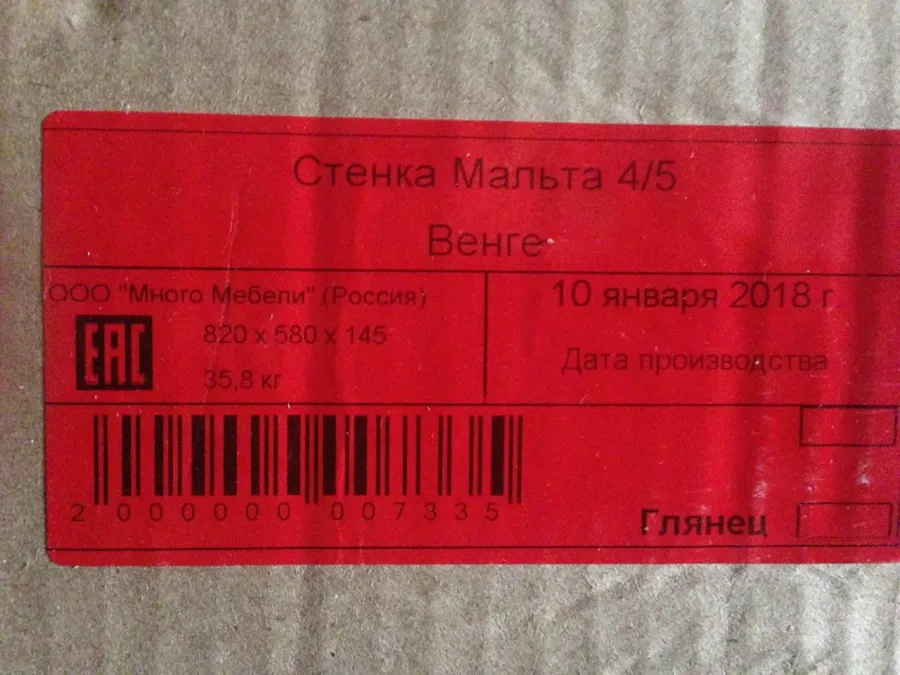 Стенка Мальта 4/5
Венге
ООО "Много Мебели" (Россия)
820 x 580 x 145
35,8 кг
EAC
10 января 2018 г
Дата производства
2 000000 007335
Глянец